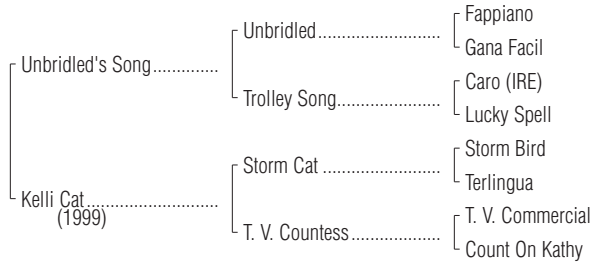 Fappiano
Unbridled
Gana Facil
Unbridled's Song
Caro (IRE)
Trolley Song
Lucky Spell
Storm Bird
Storm Cat
Terlingua
Kelli Cat
(1999)
T. V. Commercial
T. V. Countess
Count On Kathy